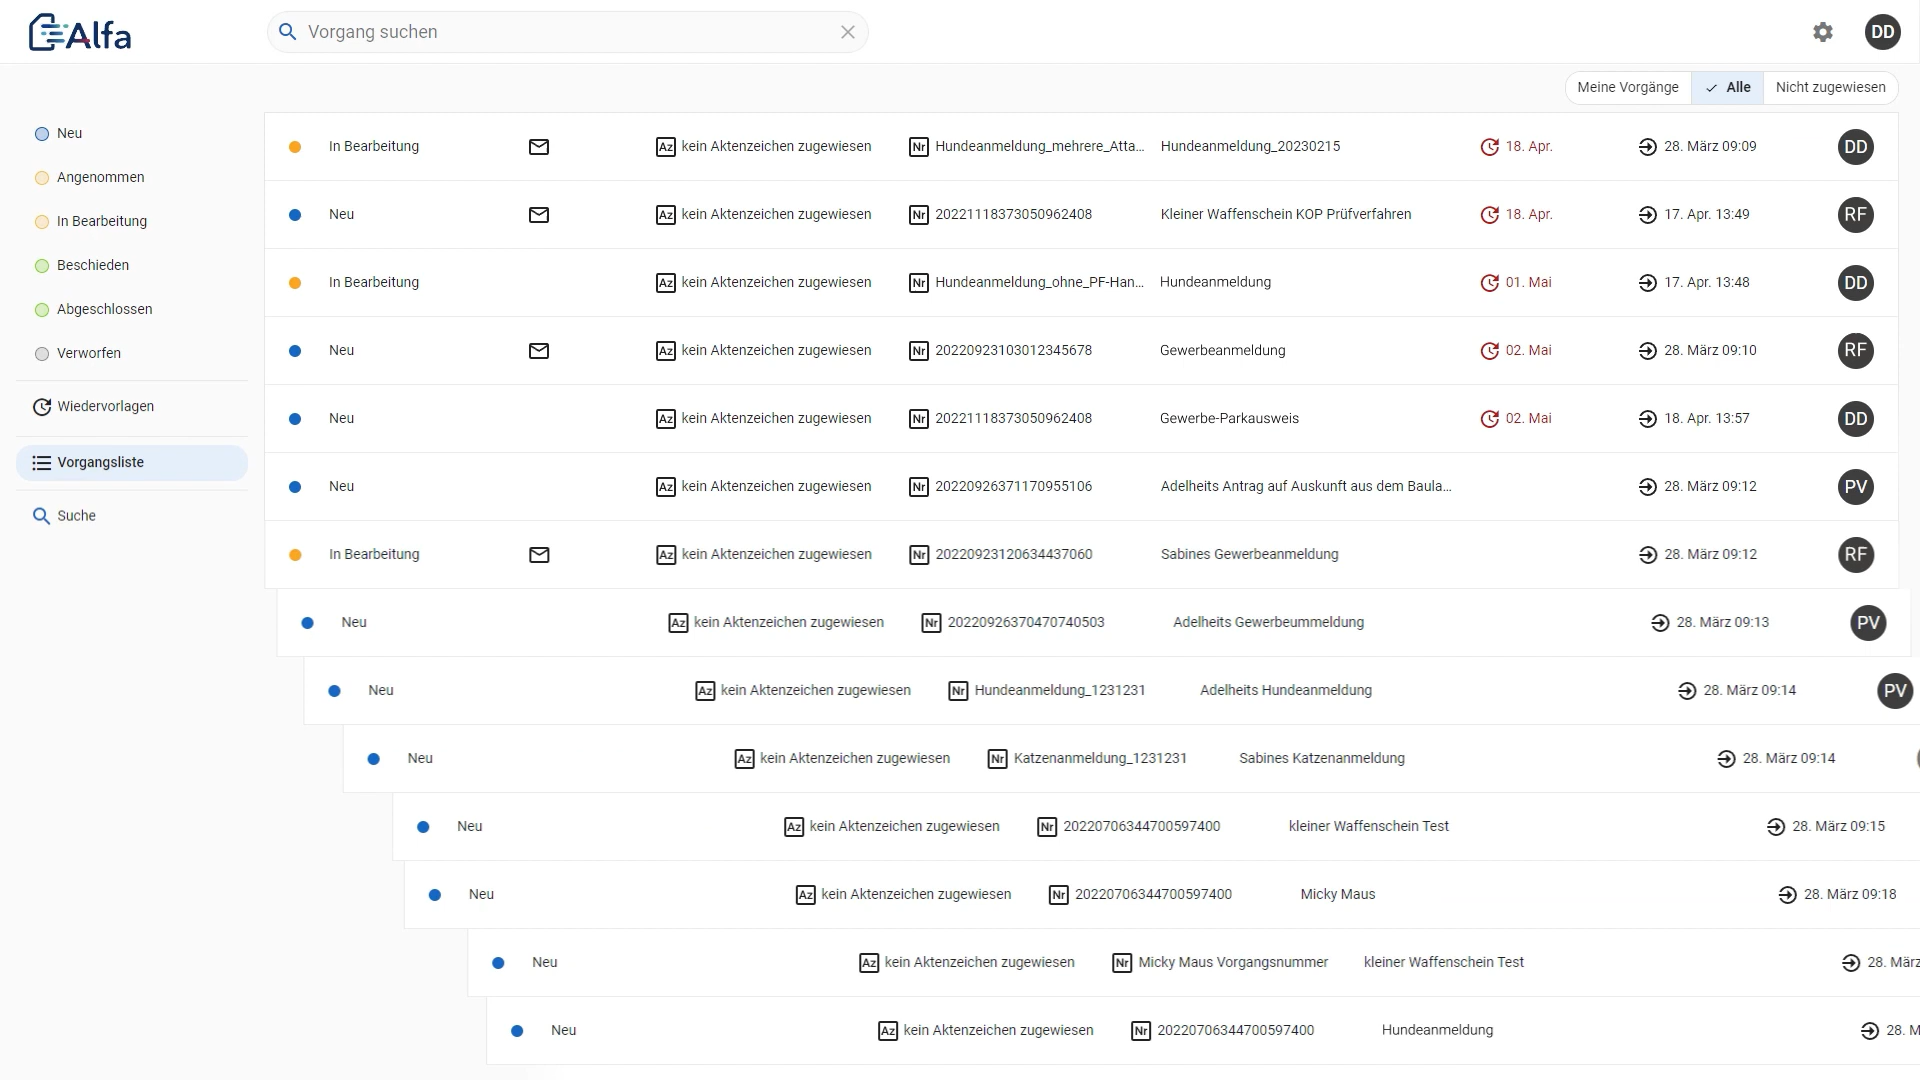 Alfa
Vorgang suchen
DD
Meine Vorgänge Alle Nicht zugewiesen
Neu
Angenommen
In Bearbeitung
Beschieden
Abgeschlossen
Verworfen
Wiedervorlagen
Vorgangsliste
Suche
In Bearbeitung Az kein Aktenzeichen zugewiesen Nr Hundeanmeldung_mehrere_Atta... Hundeanmeldung_20230215 18. Apr. 28. März 09:09 DD
Neu Az kein Aktenzeichen zugewiesen Nr 20221118373050962408 Kleiner Waffenschein KOP Prüfverfahren 18. Apr. 17. Apr. 13:49 RF
In Bearbeitung Az kein Aktenzeichen zugewiesen Nr Hundeanmeldung_ohne_PF-Han... Hundeanmeldung 01. Mai 17. Apr. 13:48 DD
Neu Az kein Aktenzeichen zugewiesen Nr 20220923103012345678 Gewerbeanmeldung 02. Mai 28. März 09:10 RF
Neu Az kein Aktenzeichen zugewiesen Nr 20221118373050962408 Gewerbe-Parkausweis 02. Mai 18. Apr. 13:57 DD
Neu Az kein Aktenzeichen zugewiesen Nr 20220926371170955106 Adelheits Antrag auf Auskunft aus dem Baula... 28. März 09:12 PV
In Bearbeitung Az kein Aktenzeichen zugewiesen Nr 20220923120634437060 Sabines Gewerbeanmeldung 28. März 09:12 RF
Neu Az kein Aktenzeichen zugewiesen Nr 20220926370470740503 Adelheits Gewerbeummeldung 28. März 09:13 PV
Neu Az kein Aktenzeichen zugewiesen Nr Hundeanmeldung_1231231 Adelheits Hundeanmeldung 28. März 09:14 PV
Neu Az kein Aktenzeichen zugewiesen Nr Katzenanmeldung_1231231 Sabines Katzenanmeldung 28. März 09:14
Neu Az kein Aktenzeichen zugewiesen Nr 20220706344700597400 kleiner Waffenschein Test 28. März 09:15
Neu Az kein Aktenzeichen zugewiesen Nr 20220706344700597400 Micky Maus 28. März 09:18
Neu Az kein Aktenzeichen zugewiesen Nr Micky Maus Vorgangsnummer kleiner Waffenschein Test 28. März
Neu Az kein Aktenzeichen zugewiesen Nr 20220706344700597400 Hundeanmeldung 28. M